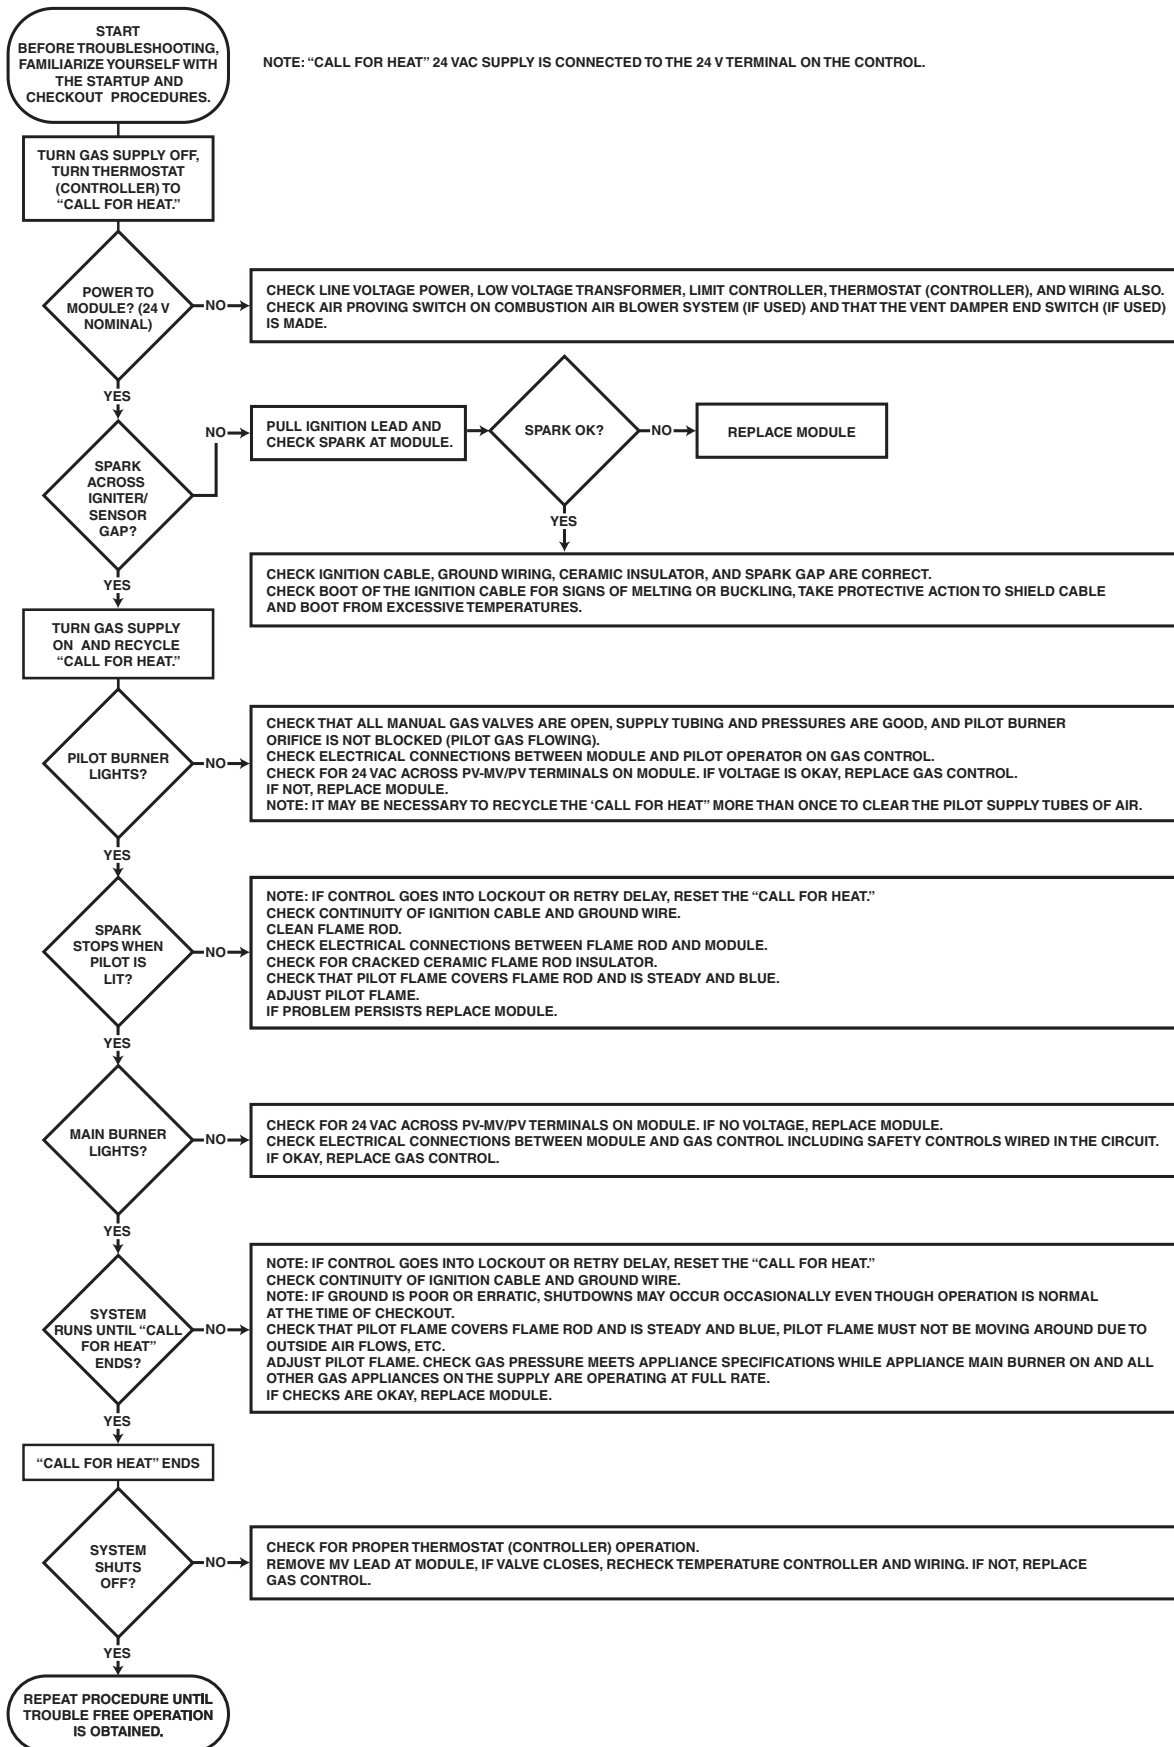 START
BEFORE TROUBLESHOOTING,
FAMILIARIZE YOURSELF WITH
THE STARTUP AND
CHECKOUT PROCEDURES.
NOTE: “CALL FOR HEAT” 24 VAC SUPPLY IS CONNECTED TO THE 24 V TERMINAL ON THE CONTROL.
TURN GAS SUPPLY OFF,
TURN THERMOSTAT
(CONTROLLER) TO
“CALL FOR HEAT.”
POWER TO
MODULE? (24 V
NOMINAL)
NO
CHECK LINE VOLTAGE POWER, LOW VOLTAGE TRANSFORMER, LIMIT CONTROLLER, THERMOSTAT (CONTROLLER), AND WIRING ALSO.
CHECK AIR PROVING SWITCH ON COMBUSTION AIR BLOWER SYSTEM (IF USED) AND THAT THE VENT DAMPER END SWITCH (IF USED)
IS MADE.
YES
SPARK
ACROSS
IGNITER/
SENSOR
GAP?
NO
PULL IGNITION LEAD AND
CHECK SPARK AT MODULE.
SPARK OK?
NO
REPLACE MODULE
YES
CHECK IGNITION CABLE, GROUND WIRING, CERAMIC INSULATOR, AND SPARK GAP ARE CORRECT.
CHECK BOOT OF THE IGNITION CABLE FOR SIGNS OF MELTING OR BUCKLING, TAKE PROTECTIVE ACTION TO SHIELD CABLE
AND BOOT FROM EXCESSIVE TEMPERATURES.
YES
TURN GAS SUPPLY
ON AND RECYCLE
“CALL FOR HEAT.”
PILOT BURNER
LIGHTS?
NO
CHECK THAT ALL MANUAL GAS VALVES ARE OPEN, SUPPLY TUBING AND PRESSURES ARE GOOD, AND PILOT BURNER
ORIFICE IS NOT BLOCKED (PILOT GAS FLOWING).
CHECK ELECTRICAL CONNECTIONS BETWEEN MODULE AND PILOT OPERATOR ON GAS CONTROL.
CHECK FOR 24 VAC ACROSS PV-MV/PV TERMINALS ON MODULE. IF VOLTAGE IS OKAY, REPLACE GAS CONTROL.
IF NOT, REPLACE MODULE.
NOTE: IT MAY BE NECESSARY TO RECYCLE THE ‘CALL FOR HEAT” MORE THAN ONCE TO CLEAR THE PILOT SUPPLY TUBES OF AIR.
YES
SPARK
STOPS WHEN
PILOT IS
LIT?
NO
NOTE: IF CONTROL GOES INTO LOCKOUT OR RETRY DELAY, RESET THE “CALL FOR HEAT.”
CHECK CONTINUITY OF IGNITION CABLE AND GROUND WIRE.
CLEAN FLAME ROD.
CHECK ELECTRICAL CONNECTIONS BETWEEN FLAME ROD AND MODULE.
CHECK FOR CRACKED CERAMIC FLAME ROD INSULATOR.
CHECK THAT PILOT FLAME COVERS FLAME ROD AND IS STEADY AND BLUE.
ADJUST PILOT FLAME.
IF PROBLEM PERSISTS REPLACE MODULE.
YES
MAIN BURNER
LIGHTS?
NO
CHECK FOR 24 VAC ACROSS PV-MV/PV TERMINALS ON MODULE. IF NO VOLTAGE, REPLACE MODULE.
CHECK ELECTRICAL CONNECTIONS BETWEEN MODULE AND GAS CONTROL INCLUDING SAFETY CONTROLS WIRED IN THE CIRCUIT.
IF OKAY, REPLACE GAS CONTROL.
YES
SYSTEM
RUNS UNTIL “CALL
FOR HEAT”
ENDS?
NO
NOTE: IF CONTROL GOES INTO LOCKOUT OR RETRY DELAY, RESET THE “CALL FOR HEAT.”
CHECK CONTINUITY OF IGNITION CABLE AND GROUND WIRE.
NOTE: IF GROUND IS POOR OR ERRATIC, SHUTDOWNS MAY OCCUR OCCASIONALLY EVEN THOUGH OPERATION IS NORMAL
AT THE TIME OF CHECKOUT.
CHECK THAT PILOT FLAME COVERS FLAME ROD AND IS STEADY AND BLUE, PILOT FLAME MUST NOT BE MOVING AROUND DUE TO
OUTSIDE AIR FLOWS, ETC.
ADJUST PILOT FLAME. CHECK GAS PRESSURE MEETS APPLIANCE SPECIFICATIONS WHILE APPLIANCE MAIN BURNER ON AND ALL
OTHER GAS APPLIANCES ON THE SUPPLY ARE OPERATING AT FULL RATE.
IF CHECKS ARE OKAY, REPLACE MODULE.
YES
“CALL FOR HEAT” ENDS
SYSTEM
SHUTS
OFF?
NO
CHECK FOR PROPER THERMOSTAT (CONTROLLER) OPERATION.
REMOVE MV LEAD AT MODULE, IF VALVE CLOSES, RECHECK TEMPERATURE CONTROLLER AND WIRING. IF NOT, REPLACE
GAS CONTROL.
YES
REPEAT PROCEDURE UNTIL
TROUBLE FREE OPERATION
IS OBTAINED.